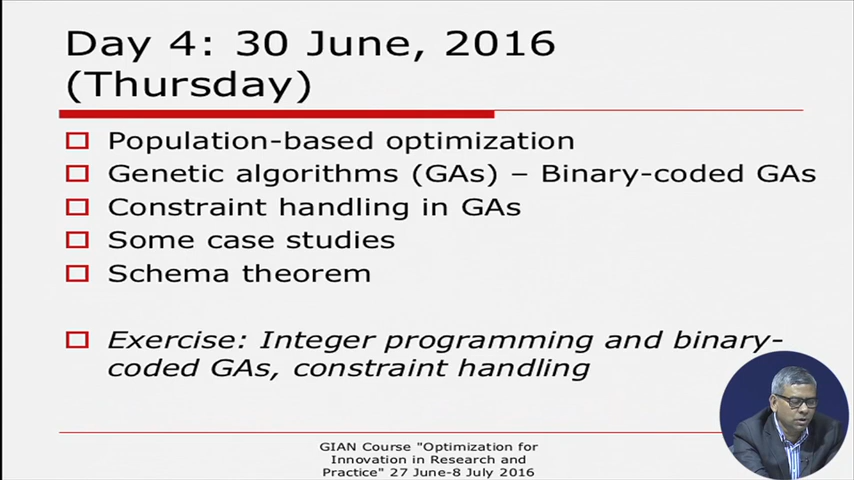 Day 4: 30 June, 2016
(Thursday)
Population-based optimization
Genetic algorithms (GAs) – Binary-coded GAs
Constraint handling in GAs
Some case studies
Schema theorem
Exercise: Integer programming and binary-
coded GAs, constraint handling
GIAN Course "Optimization for
Innovation in Research and
Practice" 27 June-8 July 2016